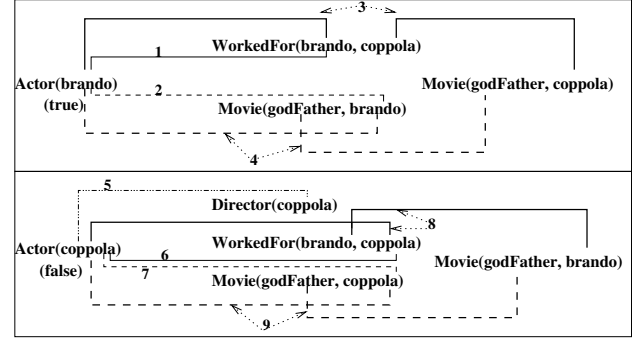 3
WorkedFor(brando, coppola)
1
Actor(brando)
(true)
Movie(godFather, coppola)
2
Movie(godFather, brando)
4
5
Director(coppola)
8
Actor(coppola)
(false)
WorkedFor(brando, coppola)
6
Movie(godFather, brando)
7
Movie(godFather, coppola)
9